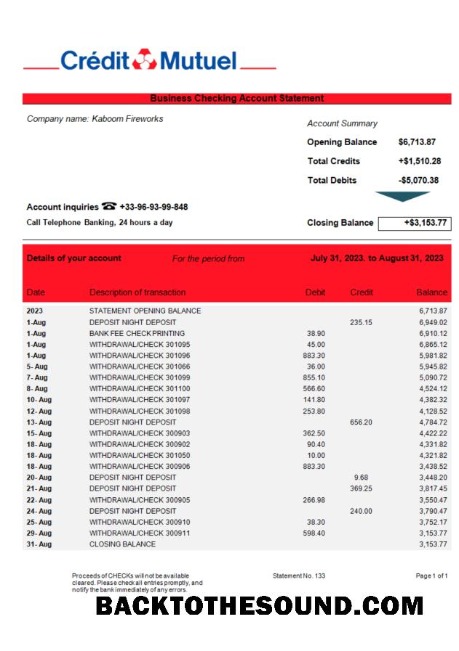 Crédit Mutuel
Business Checking Account Statement
Company name: Kaboom Fireworks
Account Summary
Opening Balance $6,713.87
Total Credits +$1,510.28
Total Debits -$5,070.38
Account inquiries ☎ +33-96-93-99-848
Call Telephone Banking, 24 hours a day
Closing Balance +$3,153.77
Details of your account For the period from July 31, 2023. to August 31, 2023
Date Description of transaction Debit Credit Balance
2023 STATEMENT OPENING BALANCE 6,713.87
1-Aug DEPOSIT NIGHT DEPOSIT 235.15 6,949.02
1-Aug BANK FEE CHECK PRINTING 38.90 6,910.12
1-Aug WITHDRAWAL/CHECK 301095 45.00 6,865.12
1-Aug WITHDRAWAL/CHECK 301096 883.30 5,981.82
5- Aug WITHDRAWAL/CHECK 301066 36.00 5,945.82
7- Aug WITHDRAWAL/CHECK 301099 855.10 5,090.72
8- Aug WITHDRAWAL/CHECK 301100 566.60 4,524.12
10- Aug WITHDRAWAL/CHECK 301097 141.80 4,382.32
12- Aug WITHDRAWAL/CHECK 301098 253.80 4,128.52
13- Aug DEPOSIT NIGHT DEPOSIT 656.20 4,784.72
15- Aug WITHDRAWAL/CHECK 300903 362.50 4,422.22
18- Aug WITHDRAWAL/CHECK 300902 90.40 4,331.82
18- Aug WITHDRAWAL/CHECK 301050 10.00 4,321.82
18- Aug WITHDRAWAL/CHECK 300906 883.30 3,438.52
20- Aug DEPOSIT NIGHT DEPOSIT 9.68 3,448.20
21- Aug DEPOSIT NIGHT DEPOSIT 369.25 3,817.45
22- Aug WITHDRAWAL/CHECK 300905 266.98 3,550.47
24- Aug DEPOSIT NIGHT DEPOSIT 240.00 3,790.47
25- Aug WITHDRAWAL/CHECK 300910 38.30 3,752.17
29- Aug WITHDRAWAL/CHECK 300911 598.40 3,153.77
31- Aug CLOSING BALANCE 3,153.77
Proceeds of CHECKs will not be available Statement No. 133 Page 1 of 1
cleared. Please check all entries promptly, and
notify the bank immediately of any errors.
BACKTOTHESOUND.COM